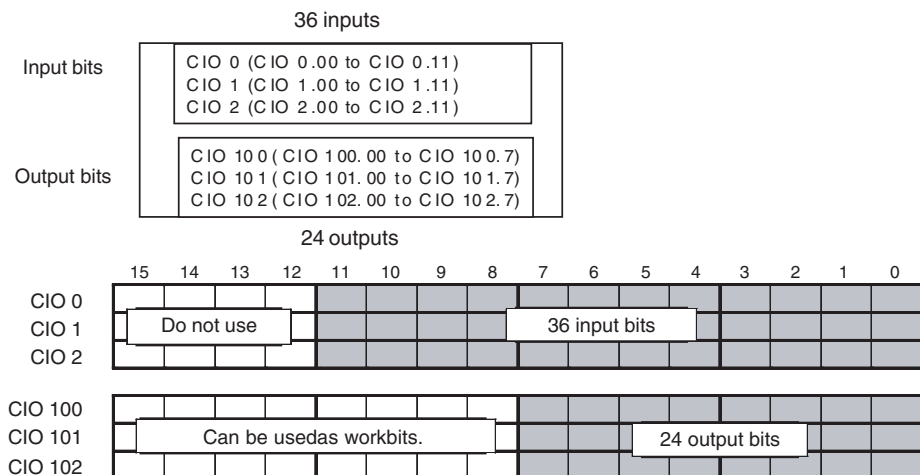 36 inputs
Input bits
CIO 0 (CIO 0.00 to CIO 0.11)
CIO 1 (CIO 1.00 to CIO 1.11)
CIO 2 (CIO 2.00 to CIO 2.11)
Output bits
CIO 100 (CIO 100.00 to CIO 100.7)
CIO 101 (CIO 101.00 to CIO 101.7)
CIO 102 (CIO 102.00 to CIO 102.7)
24 outputs
15 14 13 12 11 10 9 8 7 6 5 4 3 2 1 0
CIO 0
CIO 1 Do not use 36 input bits
CIO 2
CIO 100
CIO 101 Can be usedas workbits. 24 output bits
CIO 102